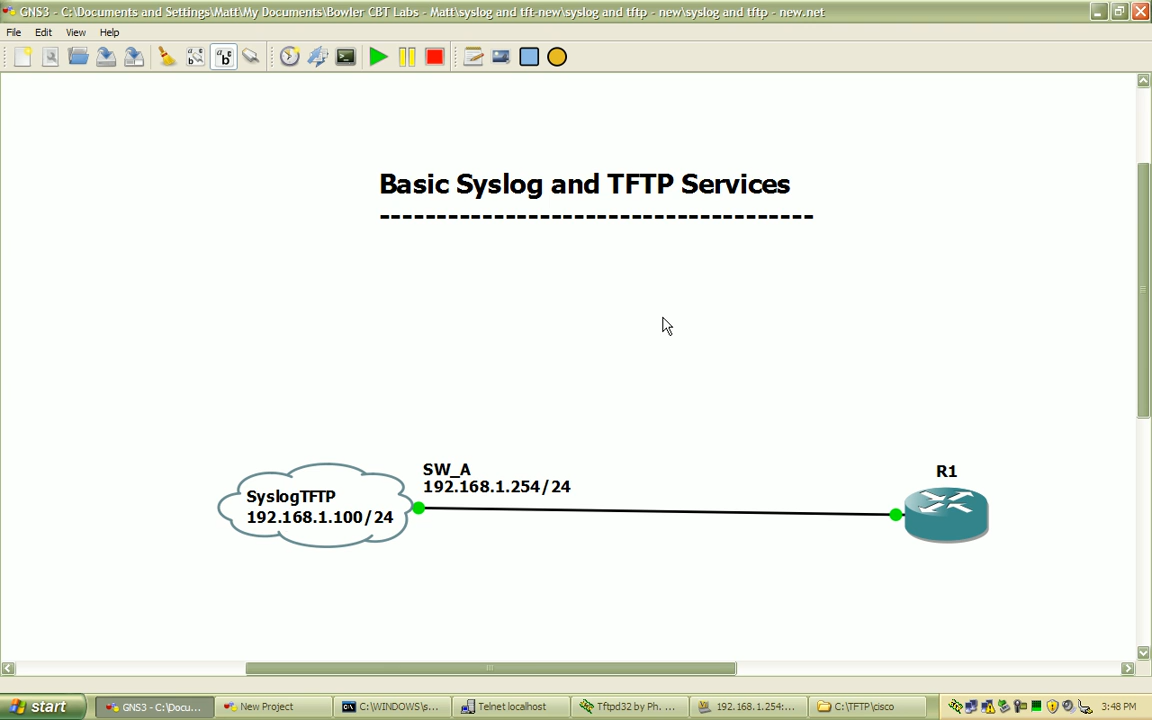 GNS3 - C:\Documents and Settings\Matt\My Documents\Bowler CBT Labs - Matt\syslog and tft-new\syslog and tftp - new\syslog and tftp - new.net
File Edit View Help
Basic Syslog and TFTP Services
--------------------------------------
SW_A
192.168.1.254/24
R1
SyslogTFTP
192.168.1.100/24
start
GNS3 - C:\Docu...
New Project
C:\WINDOWS\s...
Telnet localhost
Tftpd32 by Ph. ...
192.168.1.254:...
C:\TFTP\cisco
3:48 PM